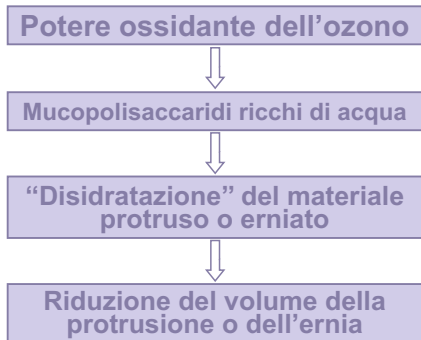 Potere ossidante dell’ozono
Mucopolisaccaridi ricchi di acqua
“Disidratazione” del materiale
protruso o erniato
Riduzione del volume della
protrusione o dell’ernia